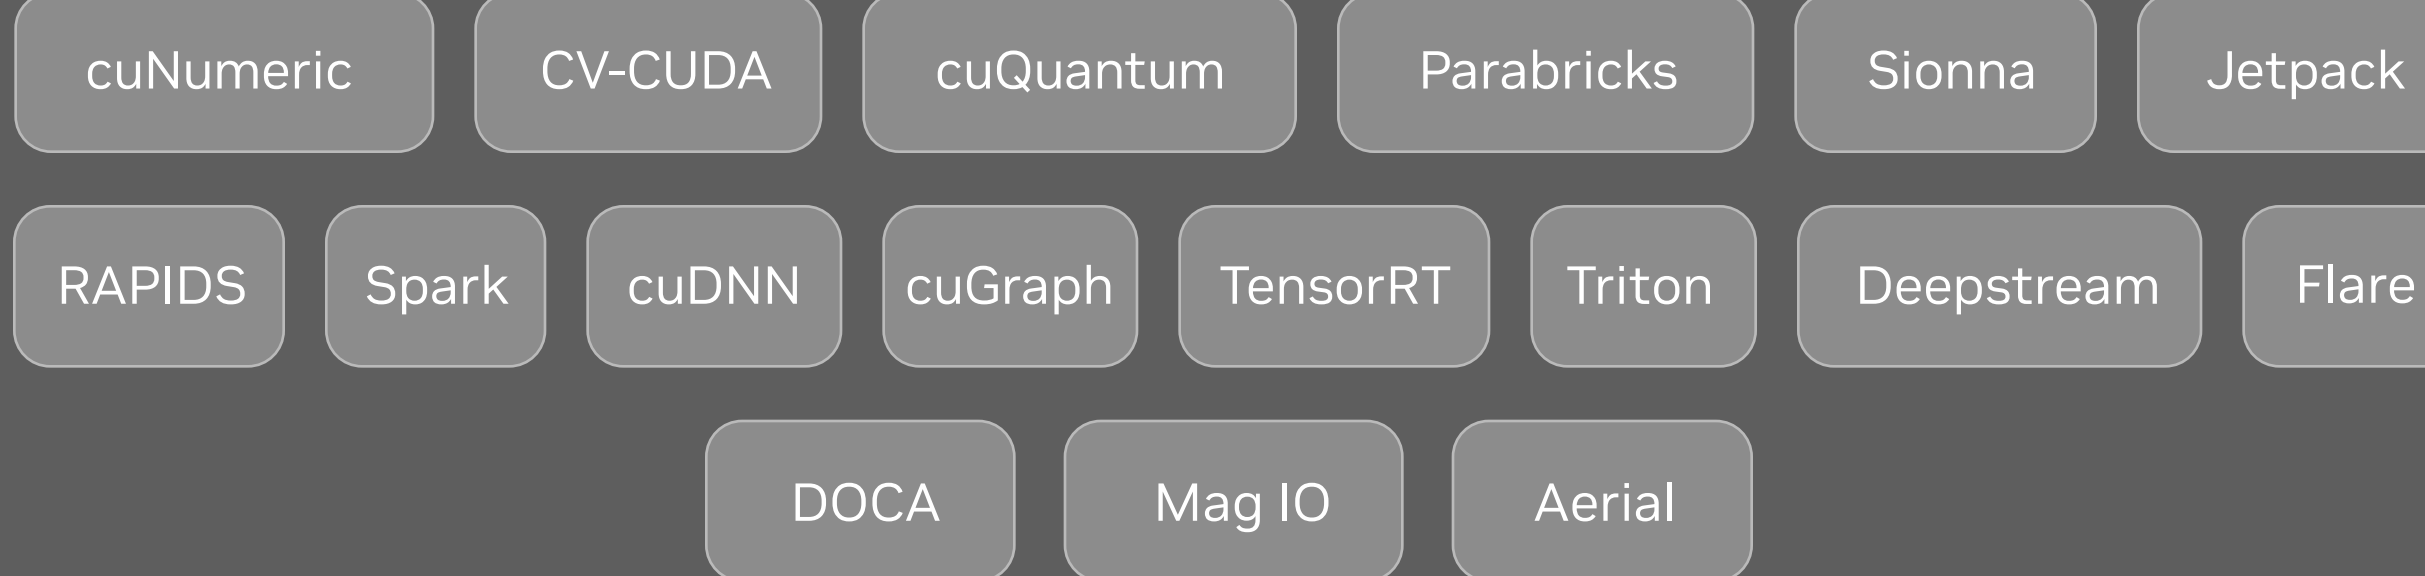 cuNumeric CV-CUDA cuQuantum Parabricks Sionna Jetpack
RAPIDS Spark cuDNN cuGraph TensorRT Triton Deepstream Flare
DOCA Mag IO Aerial